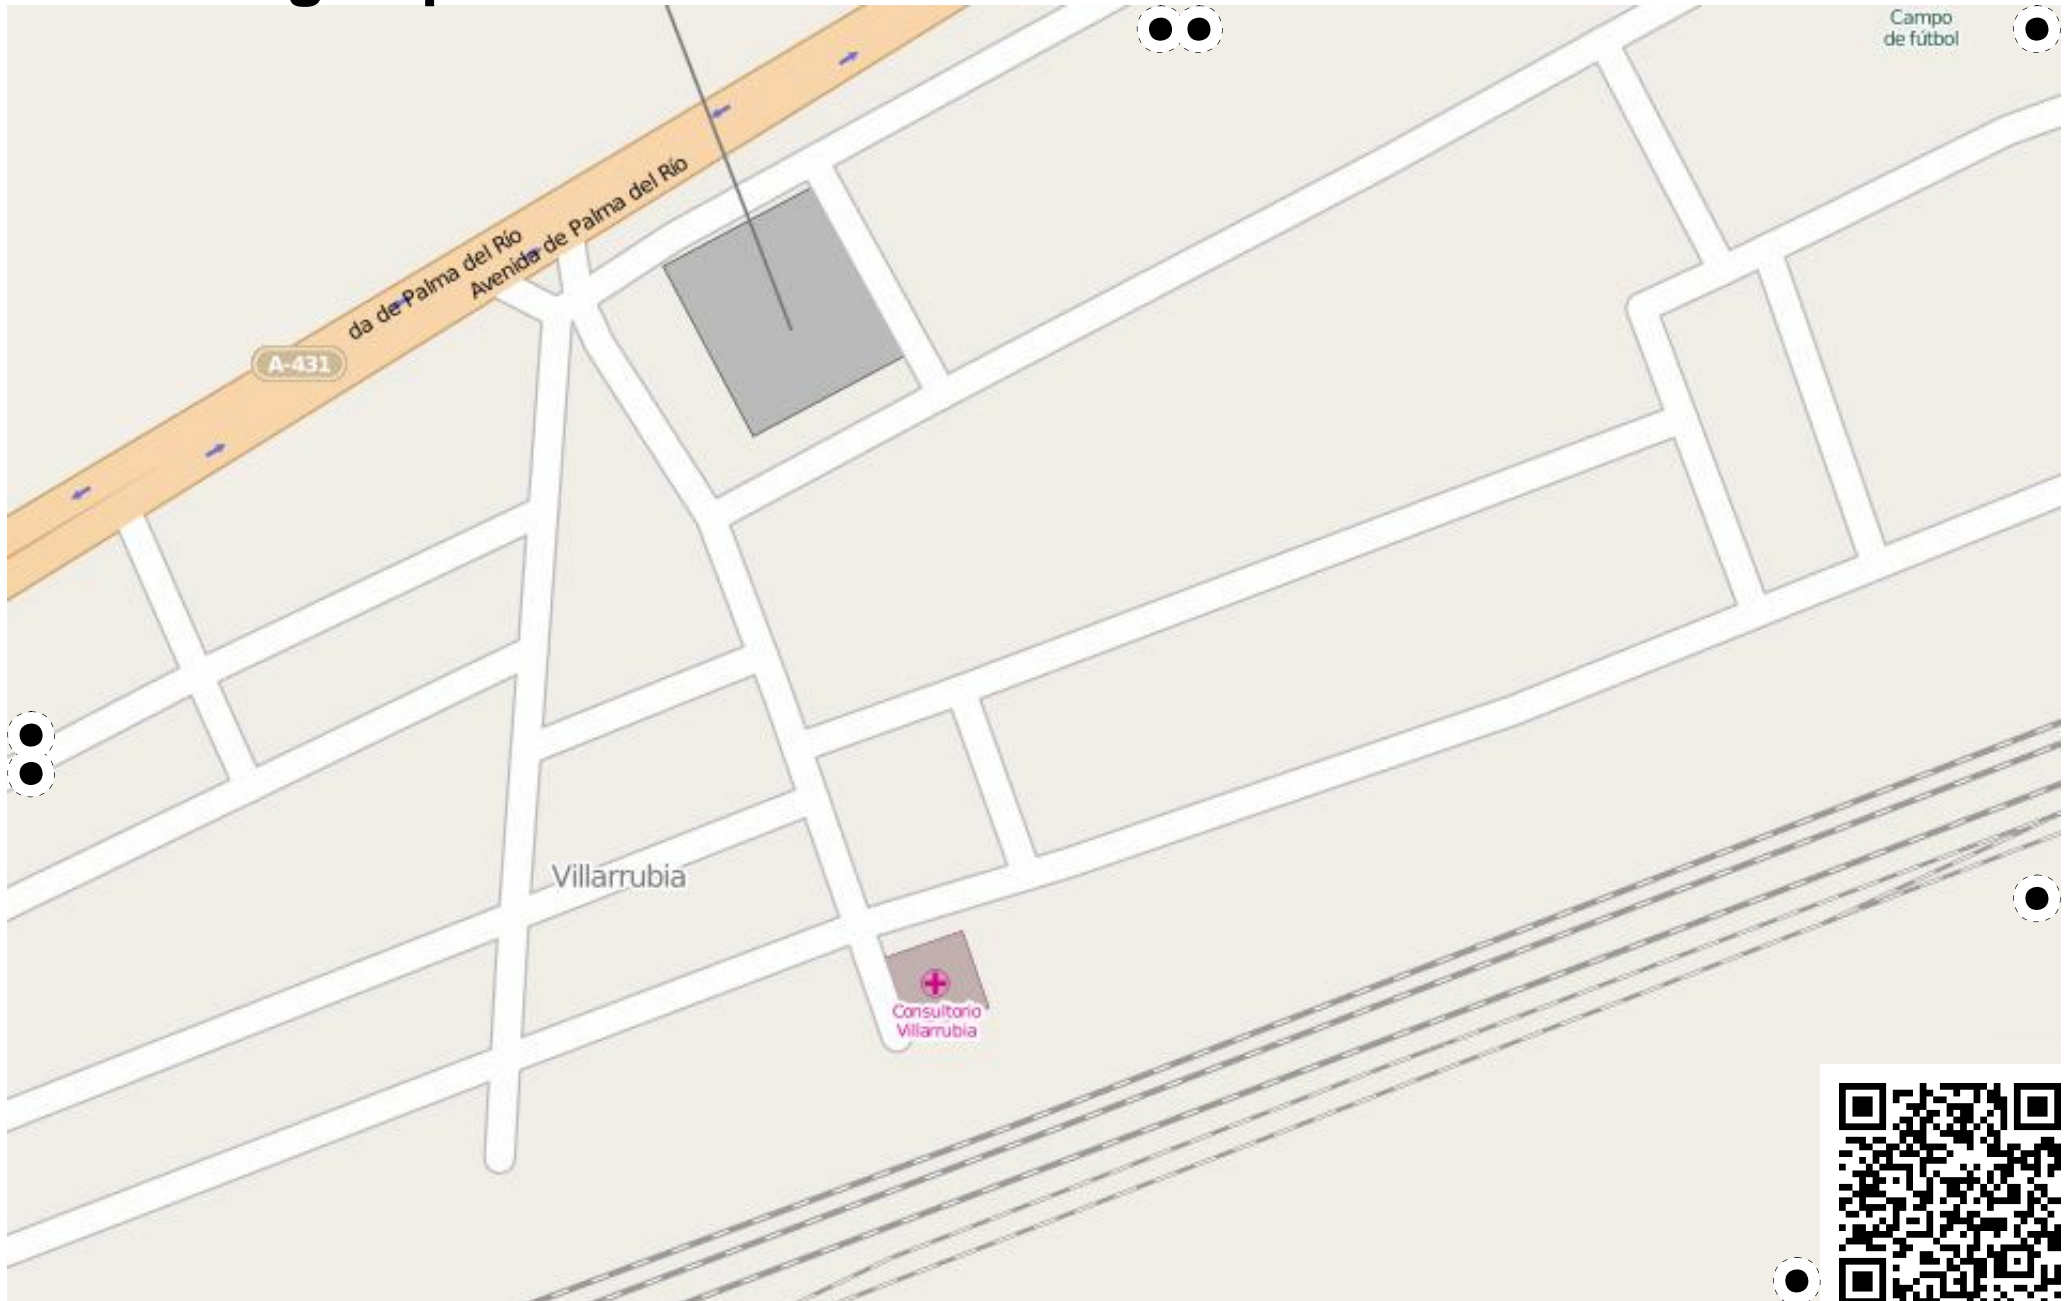 Campo
de fútbol
da de Palma del Río
Avenida de Palma del Río
A-431
Villarrubia
Consultorio
Villarrubia